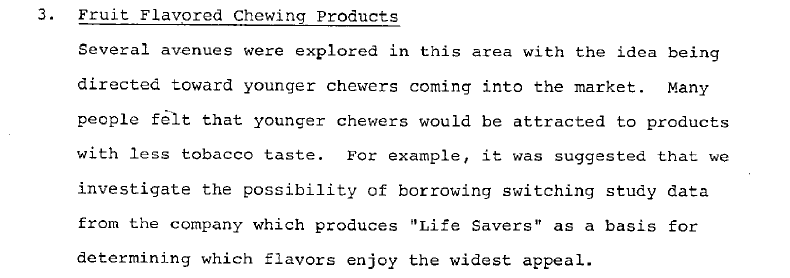 3. Fruit Flavored Chewing Products
Several avenues were explored in this area with the idea being
directed toward younger chewers coming into the market. Many
people felt that younger chewers would be attracted to products
with less tobacco taste. For example, it was suggested that we
investigate the possibility of borrowing switching study data
from the company which produces "Life Savers" as a basis for
determining which flavors enjoy the widest appeal.